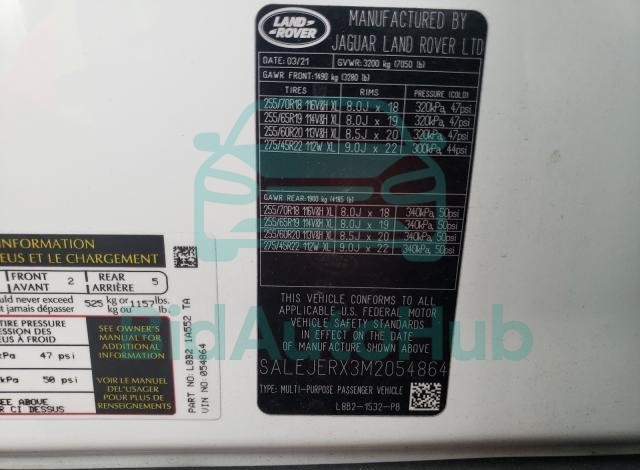 LAND ROVER
MANUFACTURED BY
JAGUAR LAND ROVER LTD
DATE: 03/21 GVWR: 3200 kg (7050 lb)
GAWR FRONT: 1490 kg (3280 lb)
TIRES RIMS PRESSURE (COLD)
255/70R18 116V&H XL 8.0J x 18 320kPa, 47psi
255/65R19 114V&H XL 8.0J x 19 320kPa, 47psi
255/60R20 113V&H XL 8.5J x 20 320kPa, 47psi
275/45R22 112W XL 9.0J x 22 300kPa 44psi
GAWR REAR: 1900 kg (4185 lb)
255/70R18 116V&H XL 8.0J x 18 340kPa, 50psi
255/65R19 114V&H XL 8.0J x 19 340kPa, 50psi
255/60R20 113V&H XL 8.5J x 20 340kPa, 50psi
275/45R22 112W XL 9.0J x 22 340kPa, 50psi
THIS VEHICLE CONFORMS TO ALL
APPLICABLE U.S. FEDERAL MOTOR
VEHICLE SAFETY STANDARDS
IN EFFECT ON THE DATE OF
MANUFACTURE SHOWN ABOVE
SALEJERX3M2054864
TYPE: MULTI-PURPOSE PASSENGER VEHICLE
L8B2-1532-PB
INFORMATION
EUS ET LE CHARGEMENT
FRONT 2 REAR 5
AVANT ARRIÈRE
should never exceed 525 kg or 1157 lbs.
jamais dépasser kg ou lb.
TIRE PRESSURE
PRESSION DES
À FROID
kPa 47 psi
kPa 50 psi
SEE ABOVE
CI DESSUS
SEE OWNER'S
MANUAL FOR
ADDITIONAL
INFORMATION
VOIR LE MANUEL
DE L'USAGER
POUR PLUS DE
RENSEIGNEMENTS
PART NO. L8B2 1A552 TA
VIN NO. 054864
BidAutoHub